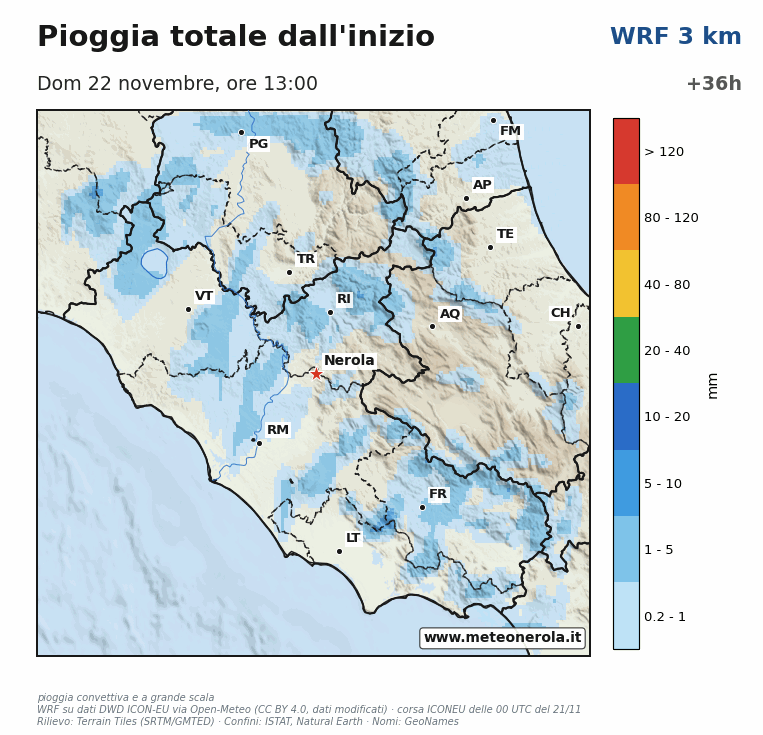 Pioggia totale dall'inizio
WRF 3 km
Dom 22 novembre, ore 13:00
+36h
FM
PG
AP
TE
TR
VT
RI
AQ
CH
Nerola
RM
FR
LT
www.meteonerola.it
> 120
80 - 120
40 - 80
20 - 40
10 - 20
5 - 10
1 - 5
0.2 - 1
mm
pioggia convettiva e a grande scala
WRF su dati DWD ICON-EU via Open-Meteo (CC BY 4.0, dati modificati) · corsa ICONEU delle 00 UTC del 21/11
Rilievo: Terrain Tiles (SRTM/GMTED) · Confini: ISTAT, Natural Earth · Nomi: GeoNames